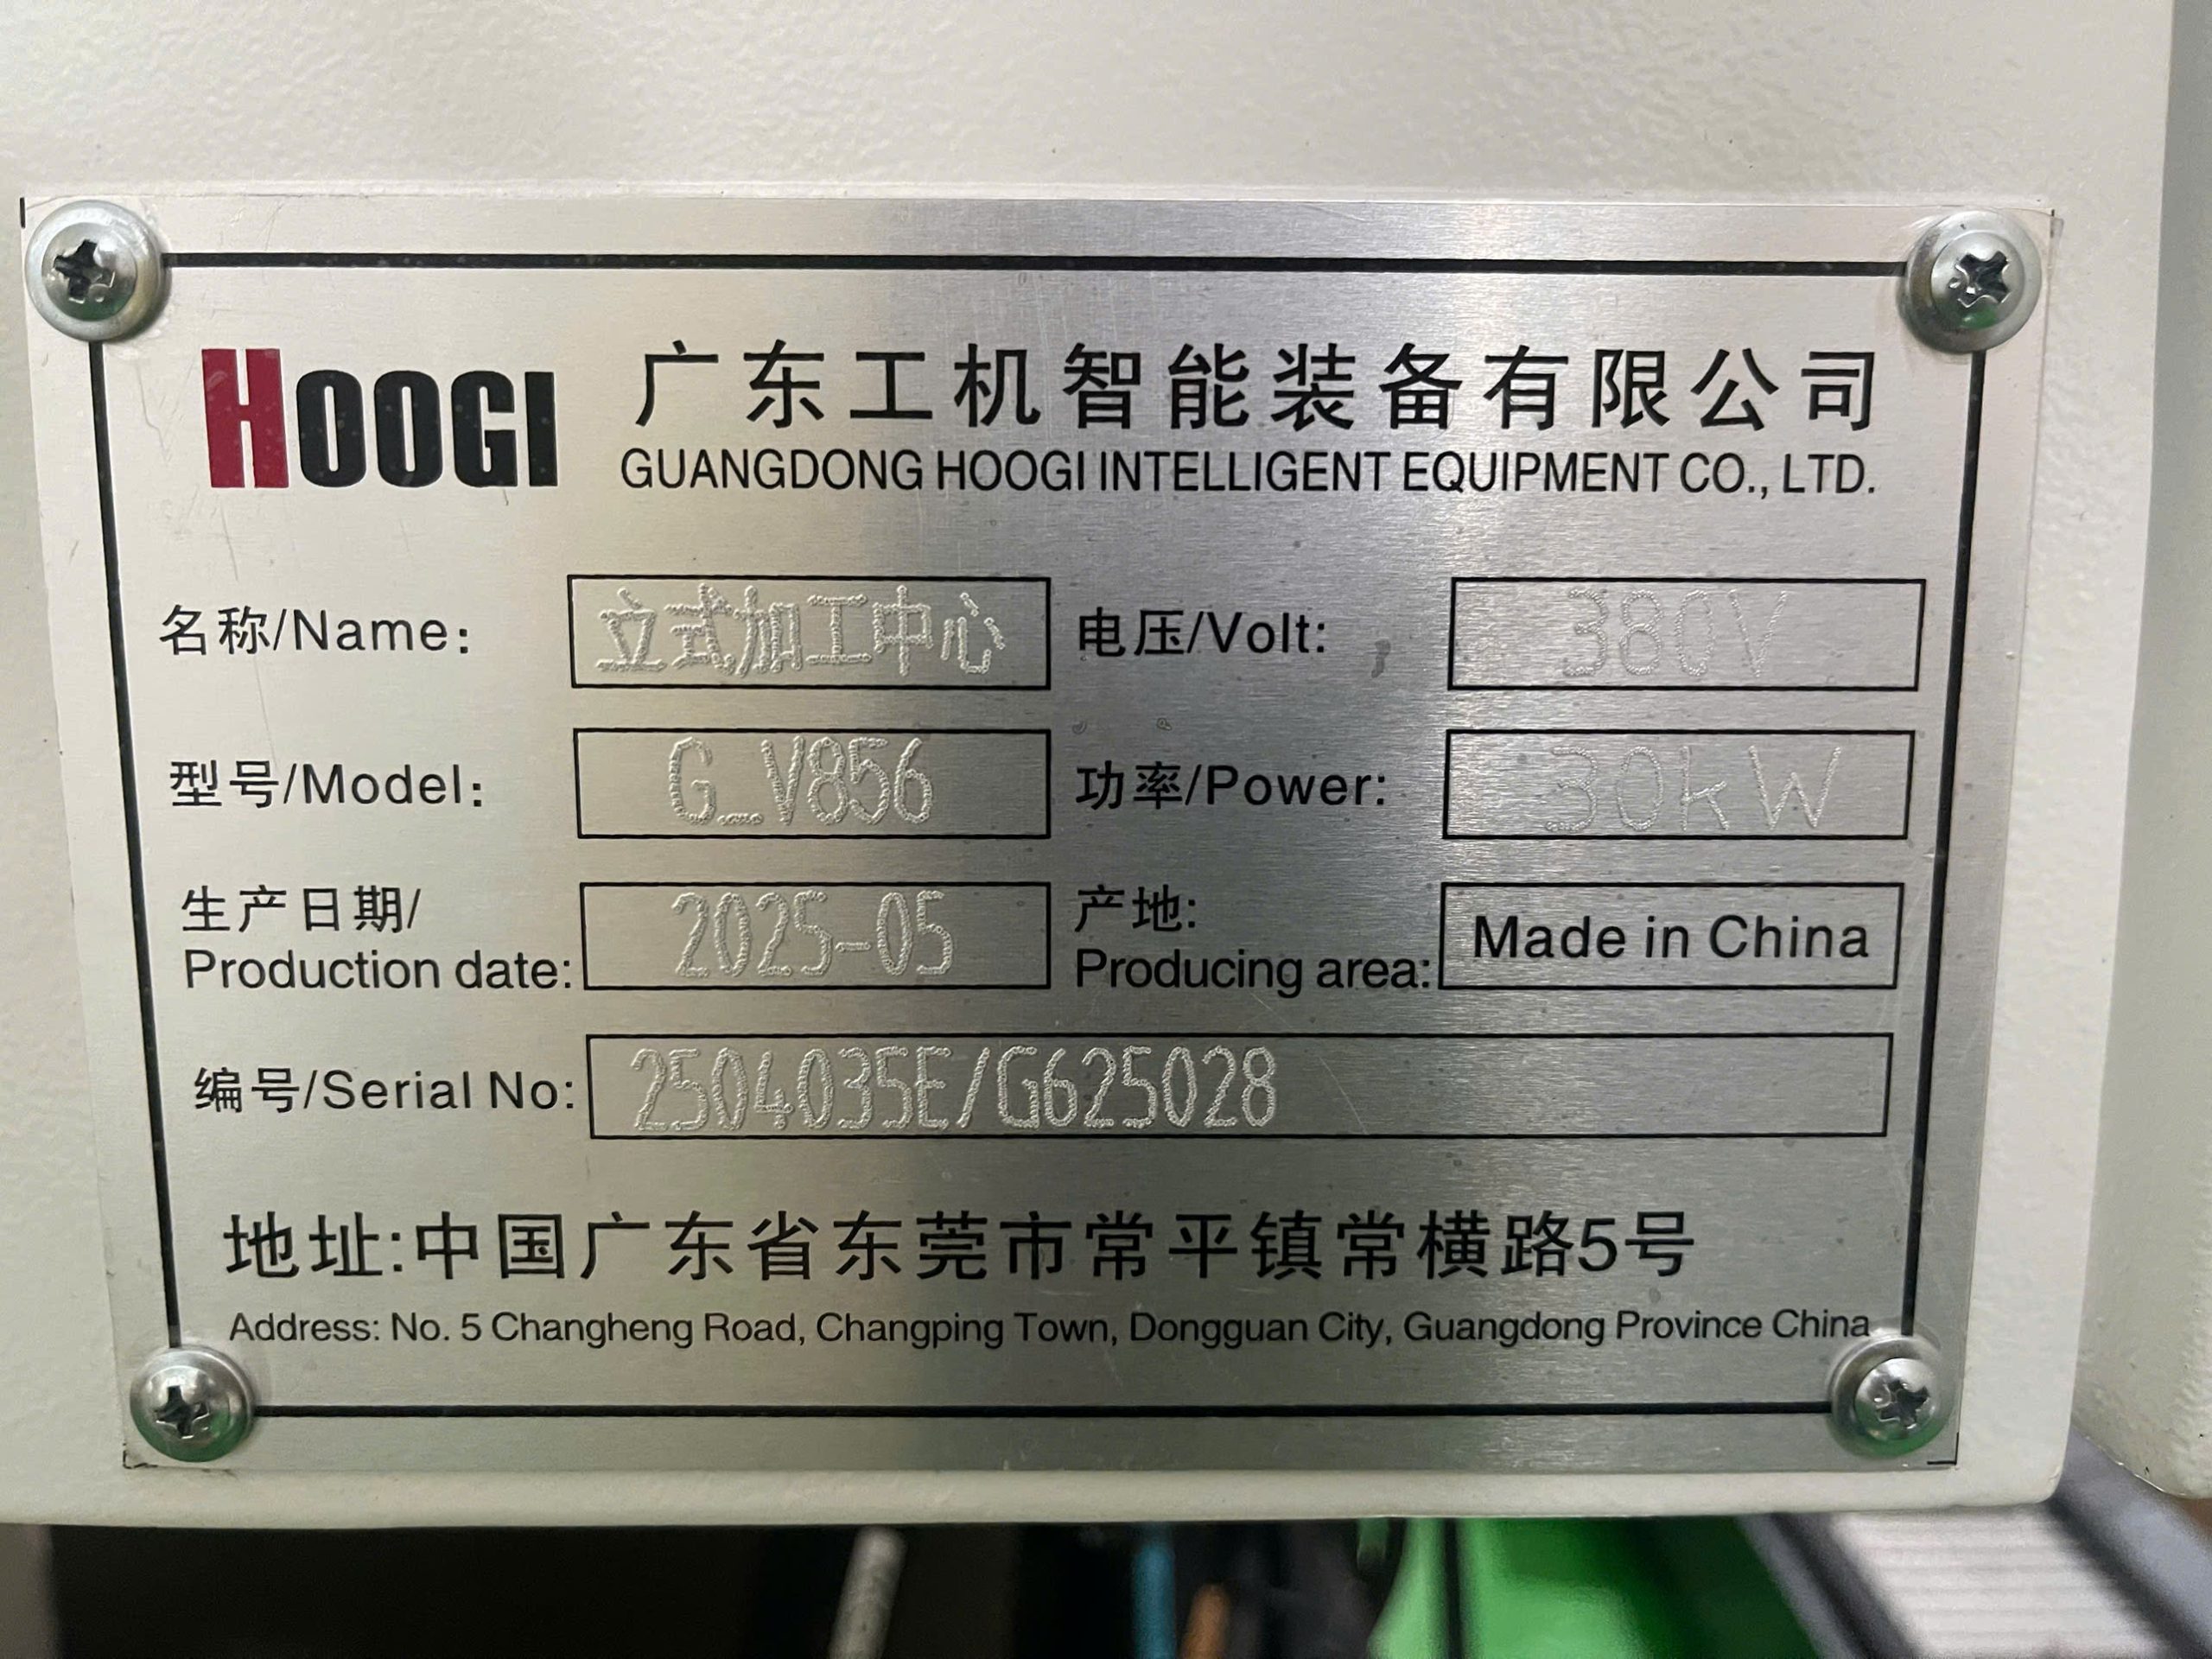 HOOGI 广东工机智能装备有限公司
GUANGDONG HOOGI INTELLIGENT EQUIPMENT CO., LTD.
名称/Name: 立式加工中心 电压/Volt: 380V
型号/Model: G_V856 功率/Power: 30kW
生产日期/ 产地:
Production date: 2025-05 Producing area: Made in China
编号/Serial No: 2504035E/G625028
地址:中国广东省东莞市常平镇常横路5号
Address: No. 5 Changheng Road, Changping Town, Dongguan City, Guangdong Province China